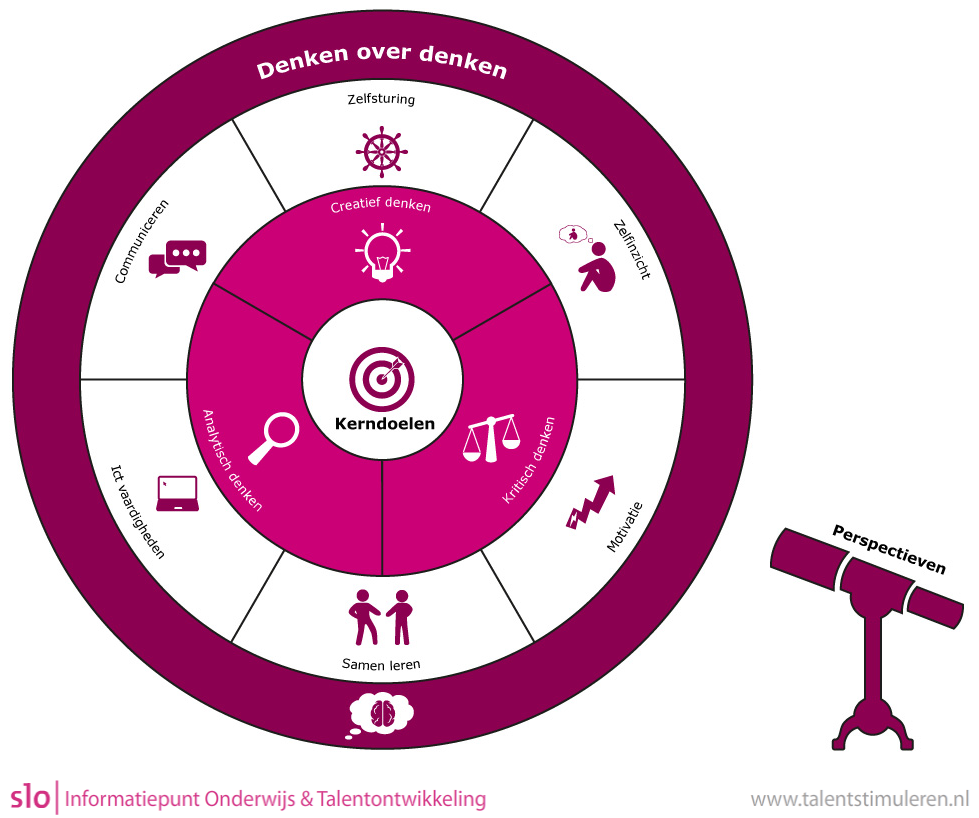 Denken over denken
Zelfsturing
Creatief denken
Communiceren
Zelfinzicht
Kerndoelen
Analytisch denken
Kritisch denken
Ict vaardigheden
Motivatie
Samen leren
Perspectieven
slo Informatiepunt Onderwijs & Talentontwikkeling
www.talentstimuleren.nl